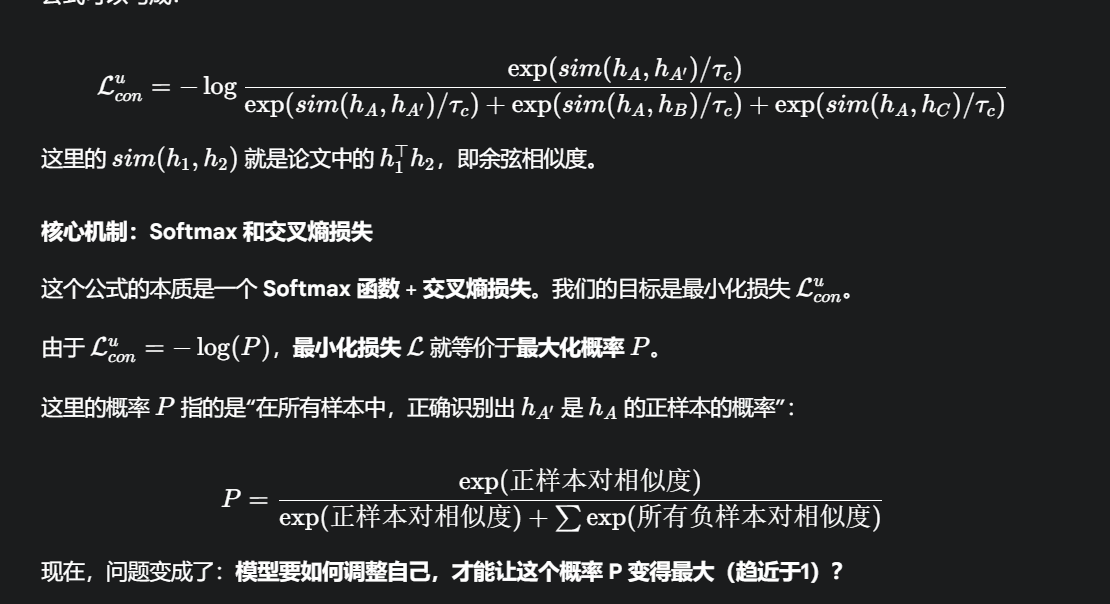 公式可以写成：
$\mathcal{L}_{con}^{u} = -\log \frac{\exp(sim(h_A, h_{A'})/\tau_c)}{\exp(sim(h_A, h_{A'})/\tau_c) + \exp(sim(h_A, h_B)/\tau_c) + \exp(sim(h_A, h_C)/\tau_c)}$
这里的 $sim(h_1, h_2)$ 就是论文中的 $h_1^\top h_2$，即余弦相似度。
核心机制：Softmax 和交叉熵损失
这个公式的本质是一个 Softmax 函数 + 交叉熵损失。我们的目标是最小化损失 $\mathcal{L}_{con}^{u}$。
由于 $\mathcal{L}_{con}^{u} = -\log(P)$，最小化损失 $\mathcal{L}$ 就等价于最大化概率 $P$。
这里的概率 $P$ 指的是“在所有样本中，正确识别出 $h_{A'}$ 是 $h_A$ 的正样本的概率”：
$P = \frac{\exp(正样本对相似度)}{\exp(正样本对相似度) + \sum \exp(所有负样本对相似度)}$
现在，问题变成了：模型要如何调整自己，才能让这个概率 P 变得最大（趋近于1）？